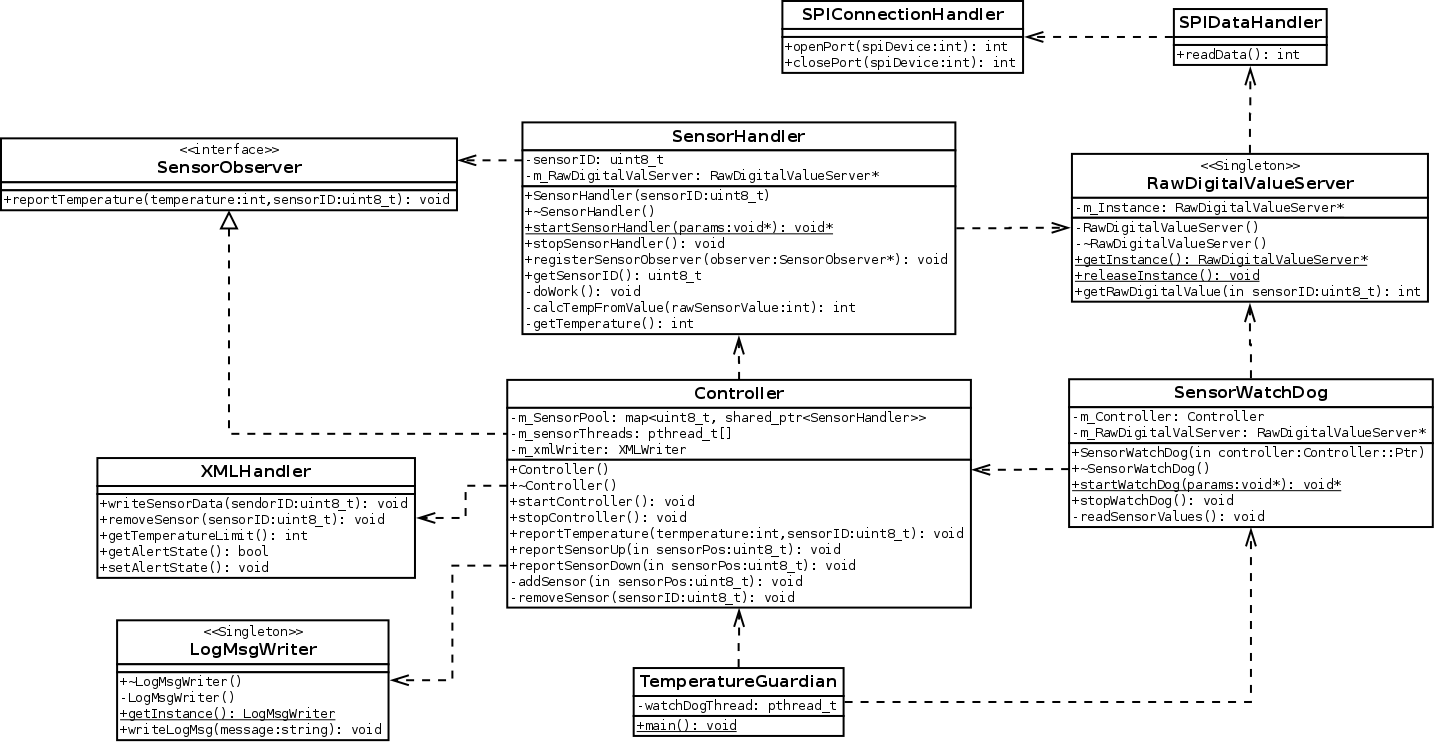 SPIConnectionHandler
+openPort(spiDevice:int): int
+closePort(spiDevice:int): int
SPIDataHandler
+readData(): int
<<interface>>
SensorObserver
+reportTemperature(temperature:int,sensorID:uint8_t): void
SensorHandler
-sensorID: uint8_t
-m_RawDigitalValServer: RawDigitalValueServer*
+SensorHandler(sensorID:uint8_t)
+~SensorHandler()
+startSensorHandler(params:void*): void*
+stopSensorHandler(): void
+registerSensorObserver(observer:SensorObserver*): void
+getSensorID(): uint8_t
-doWork(): void
-calcTempFromValue(rawSensorValue:int): int
-getTemperature(): int
<<Singleton>>
RawDigitalValueServer
-m_Instance: RawDigitalValueServer*
-RawDigitalValueServer()
-~RawDigitalValueServer()
+getInstance(): RawDigitalValueServer*
+releaseInstance(): void
+getRawDigitalValue(in sensorID:uint8_t): int
Controller
-m_SensorPool: map<uint8_t, shared_ptr<SensorHandler>>
-m_sensorThreads: pthread_t[]
-m_xmlWriter: XMLWriter
+Controller()
+~Controller()
+startController(): void
+stopController(): void
+reportTemperature(termperature:int,sensorID:uint8_t): void
+reportSensorUp(in sensorPos:uint8_t): void
+reportSensorDown(in sensorPos:uint8_t): void
-addSensor(in sensorPos:uint8_t): void
-removeSensor(sensorID:uint8_t): void
SensorWatchDog
-m_Controller: Controller
-m_RawDigitalValServer: RawDigitalValueServer*
+SensorWatchDog(in controller:Controller::Ptr)
+~SensorWatchDog()
+startWatchDog(params:void*): void*
+stopWatchDog(): void
-readSensorValues(): void
XMLHandler
+writeSensorData(sendorID:uint8_t): void
+removeSensor(sensorID:uint8_t): void
+getTemperatureLimit(): int
+getAlertState(): bool
+setAlertState(): void
<<Singleton>>
LogMsgWriter
+~LogMsgWriter()
-LogMsgWriter()
+getInstance(): LogMsgWriter
+writeLogMsg(message:string): void
TemperatureGuardian
-watchDogThread: pthread_t
+main(): void